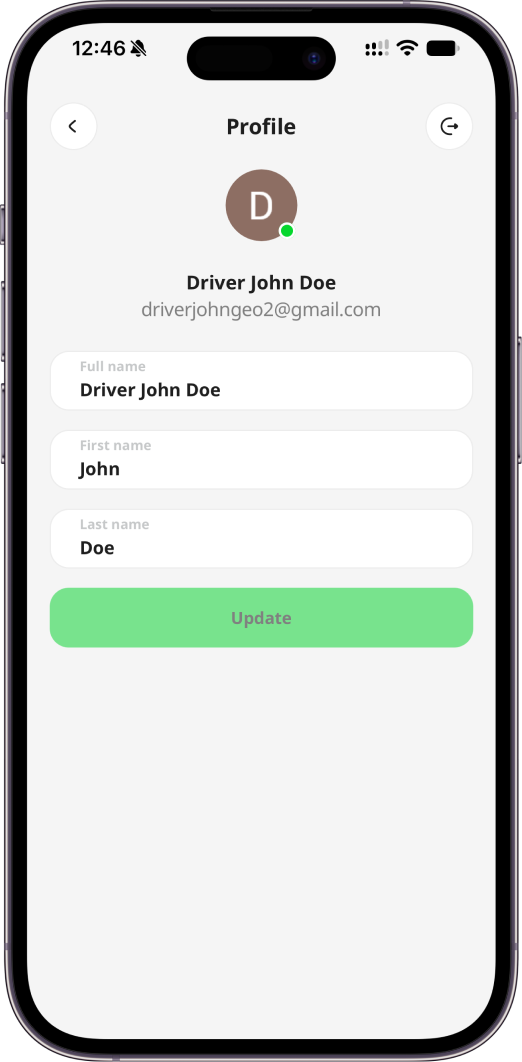 12:46
Profile
D
Driver John Doe
driverjohngeo2@gmail.com
Full name
Driver John Doe
First name
John
Last name
Doe
Update